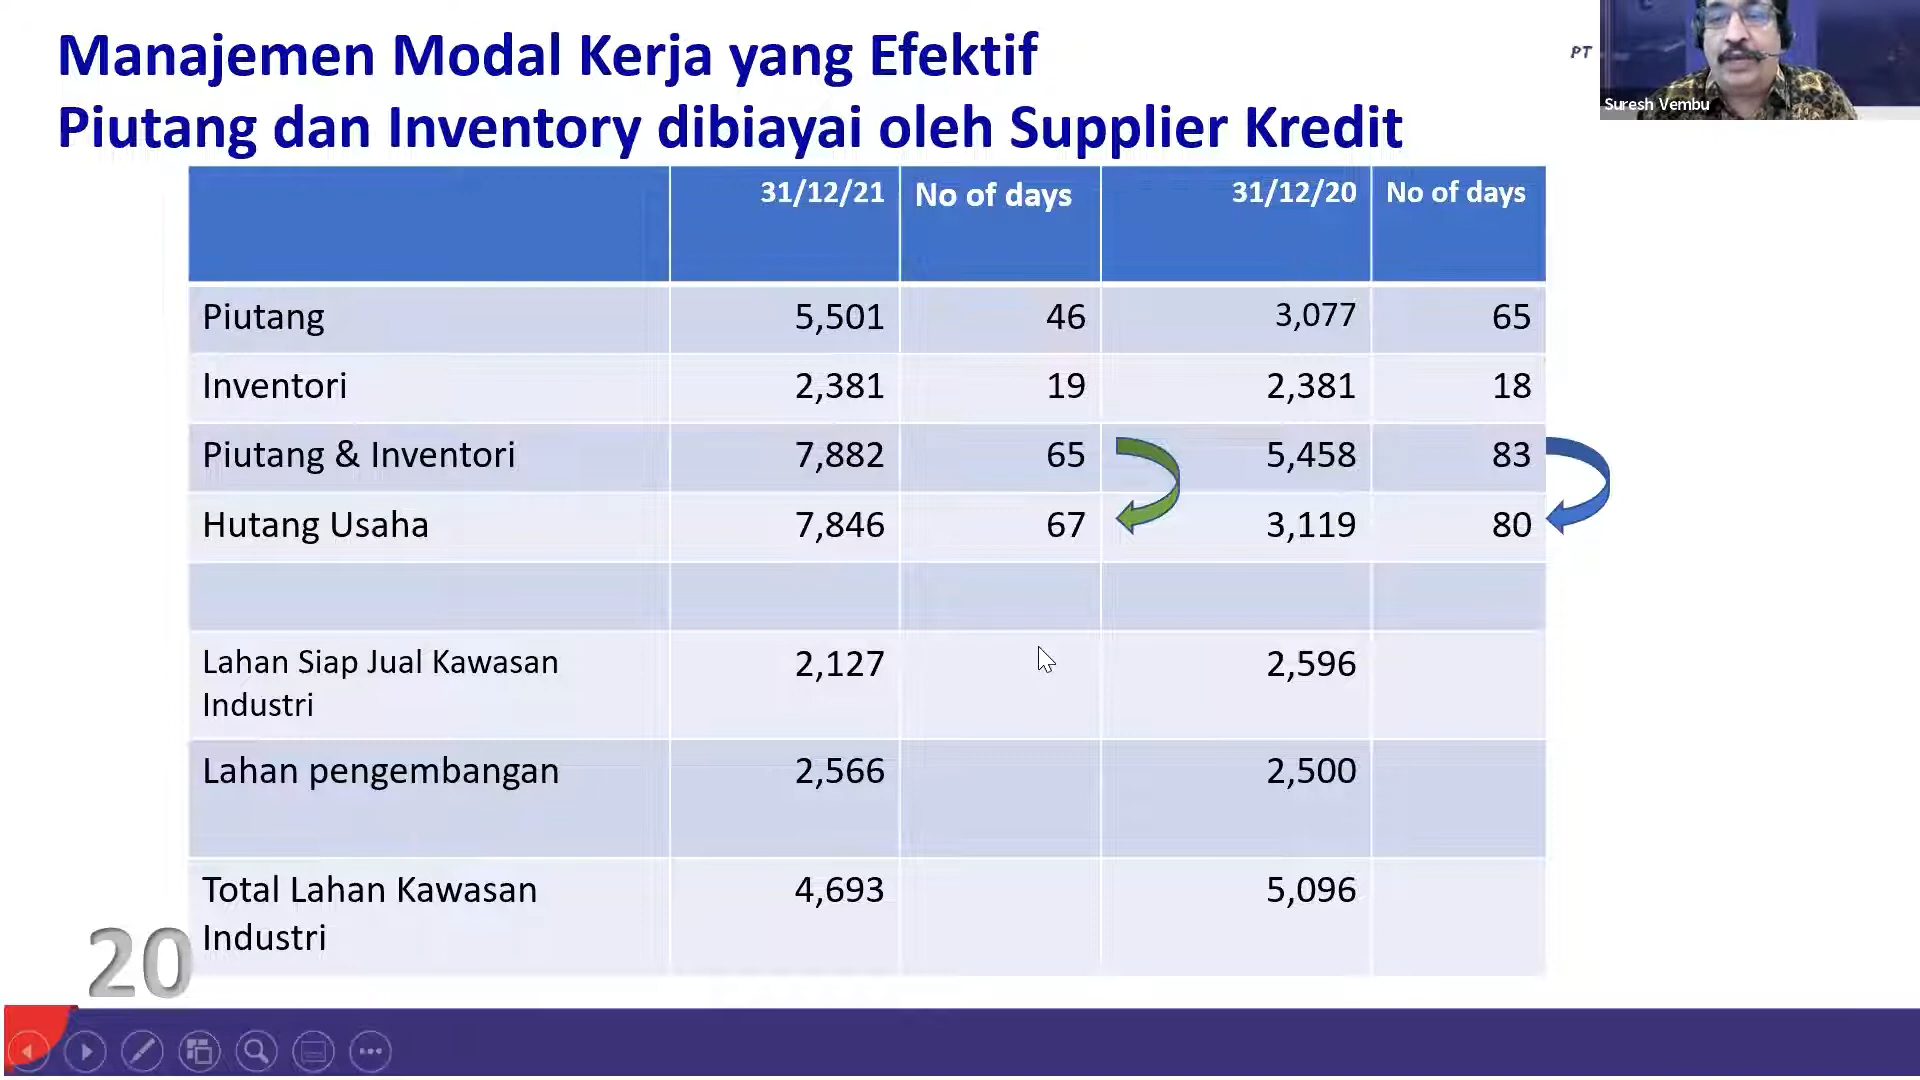 Manajemen Modal Kerja yang Efektif
Piutang dan Inventory dibiayai oleh Supplier Kredit
PT
Suresh Vembu
31/12/21 No of days 31/12/20 No of days
Piutang 5,501 46 3,077 65
Inventori 2,381 19 2,381 18
Piutang & Inventori 7,882 65 5,458 83
Hutang Usaha 7,846 67 3,119 80
Lahan Siap Jual Kawasan 2,127 2,596
Industri
Lahan pengembangan 2,566 2,500
Total Lahan Kawasan 4,693 5,096
Industri
20